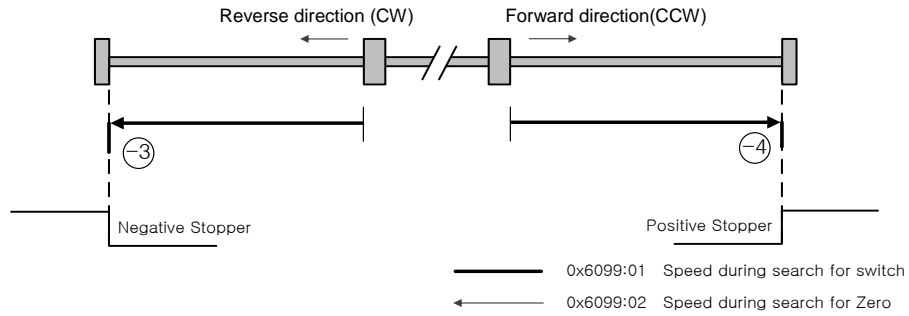 Reverse direction (CW)
Forward direction(CCW)
-3
-4
Negative Stopper
Positive Stopper
0x6099:01 Speed during search for switch
0x6099:02 Speed during search for Zero